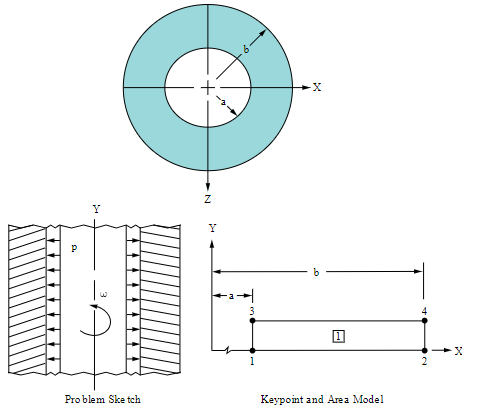 b
X
a
Z
Y
p
ω
Y
b
a
3
4
1
1
2
X
Problem Sketch
Keypoint and Area Model